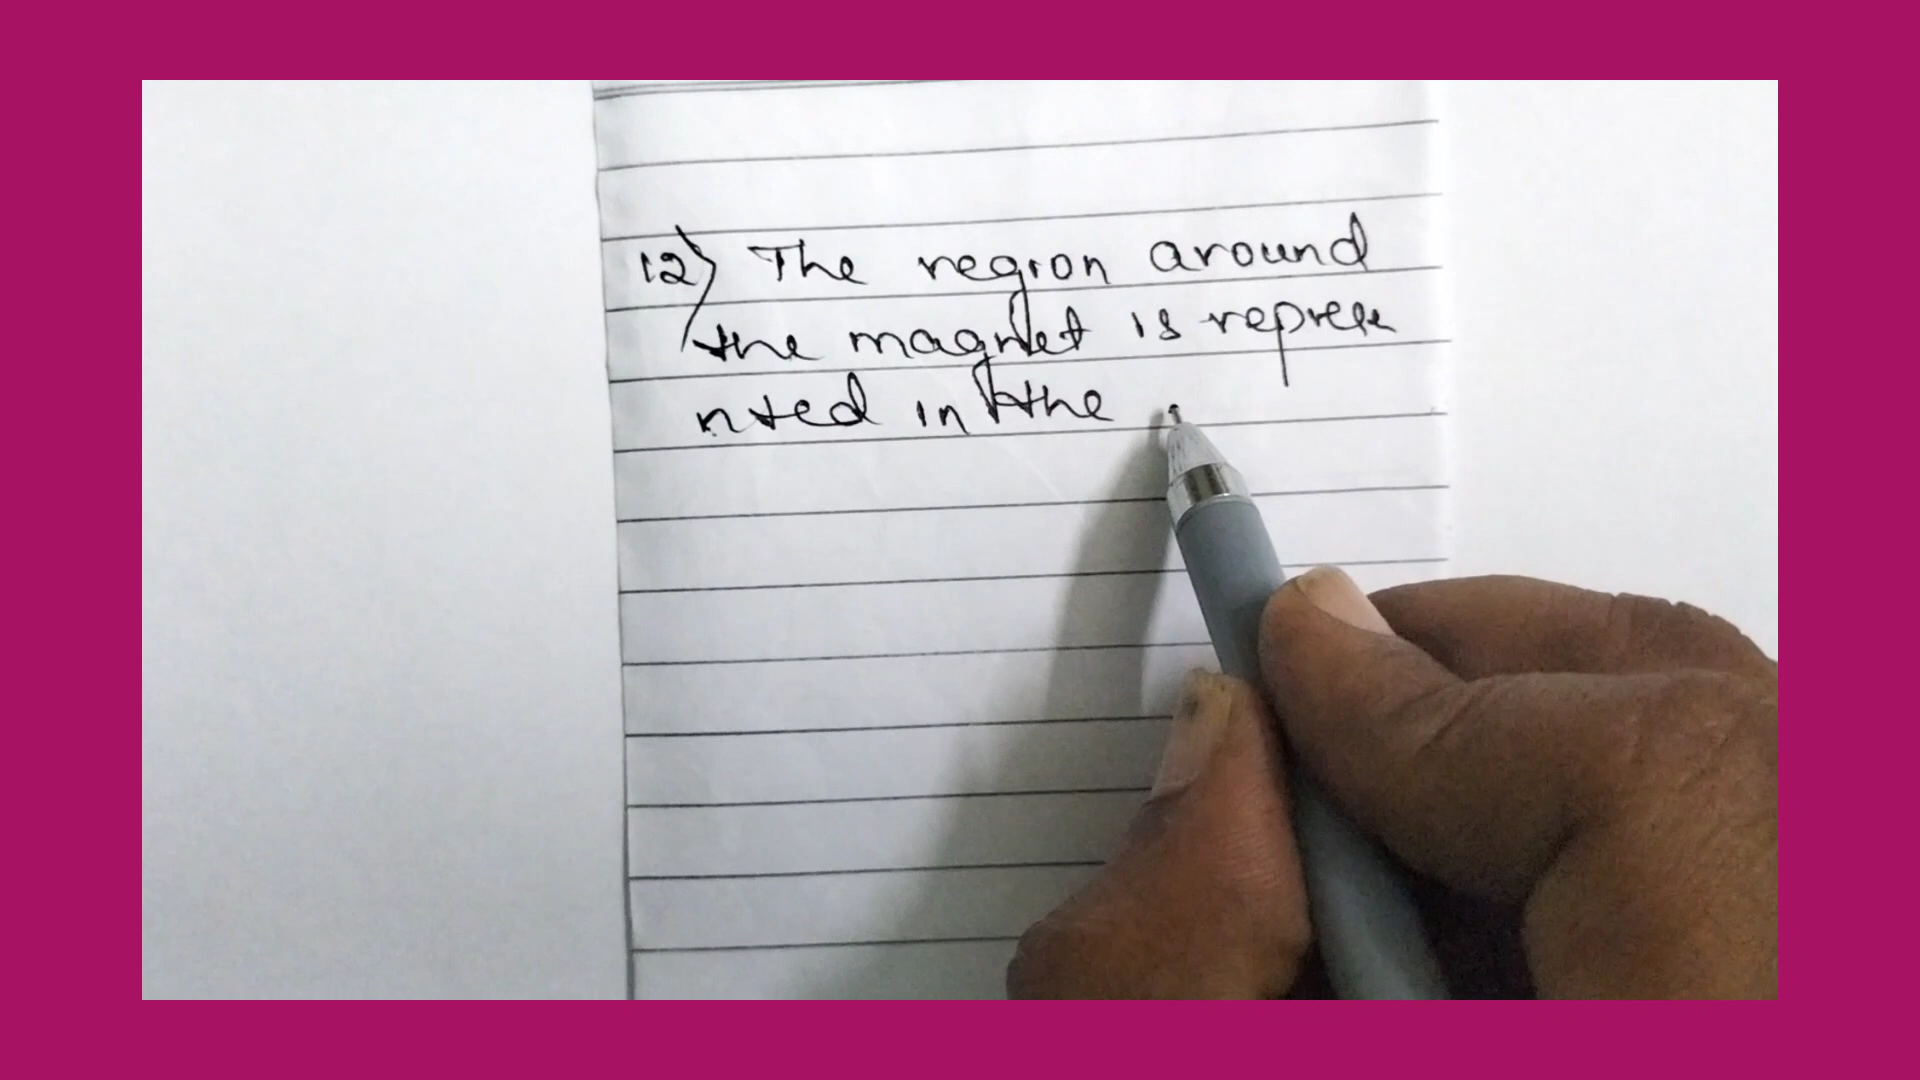 12) The region around
the magnet is represe
nted in the